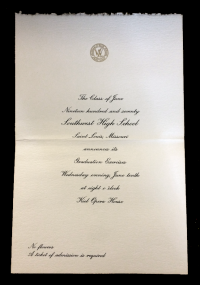 The Class of June
Nineteen hundred and seventy
Southwest High School
Saint Louis, Missouri
announces its
Graduation Exercises
Wednesday evening, June tenth
at eight o'clock
Kiel Opera House
No flowers
A ticket of admission is required